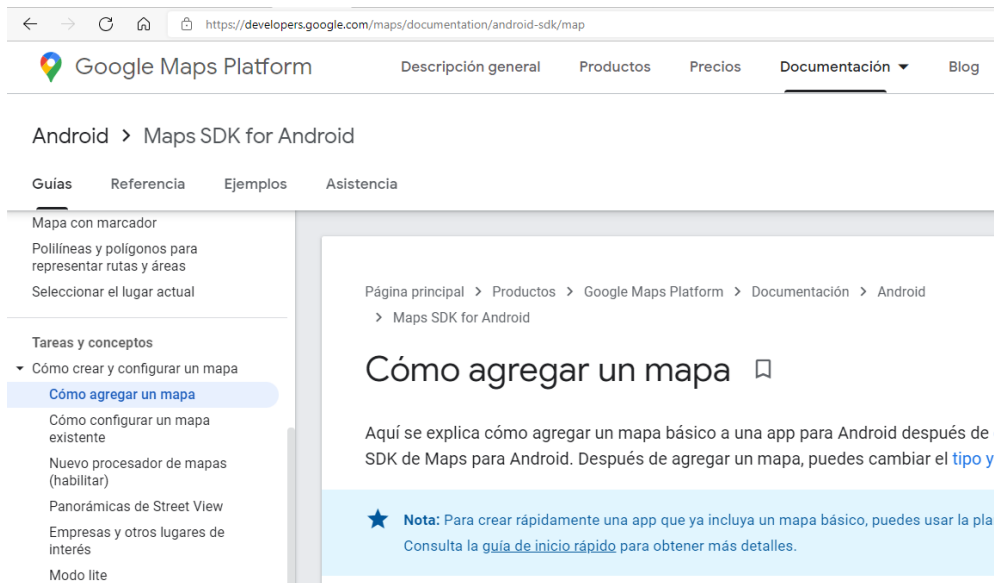 https://developers.google.com/maps/documentation/android-sdk/map
Google Maps Platform
Descripción general
Productos
Precios
Documentación
Blog
Android > Maps SDK for Android
Guías
Referencia
Ejemplos
Asistencia
Mapa con marcador
Polilíneas y polígonos para
representar rutas y áreas
Seleccionar el lugar actual
Tareas y conceptos
Cómo crear y configurar un mapa
Cómo agregar un mapa
Cómo configurar un mapa
existente
Nuevo procesador de mapas
(habilitar)
Panorámicas de Street View
Empresas y otros lugares de
interés
Modo lite
Página principal > Productos > Google Maps Platform > Documentación > Android
> Maps SDK for Android
Cómo agregar un mapa
Aquí se explica cómo agregar un mapa básico a una app para Android después de
SDK de Maps para Android. Después de agregar un mapa, puedes cambiar el tipo y
Nota: Para crear rápidamente una app que ya incluya un mapa básico, puedes usar la pla
Consulta la guía de inicio rápido para obtener más detalles.